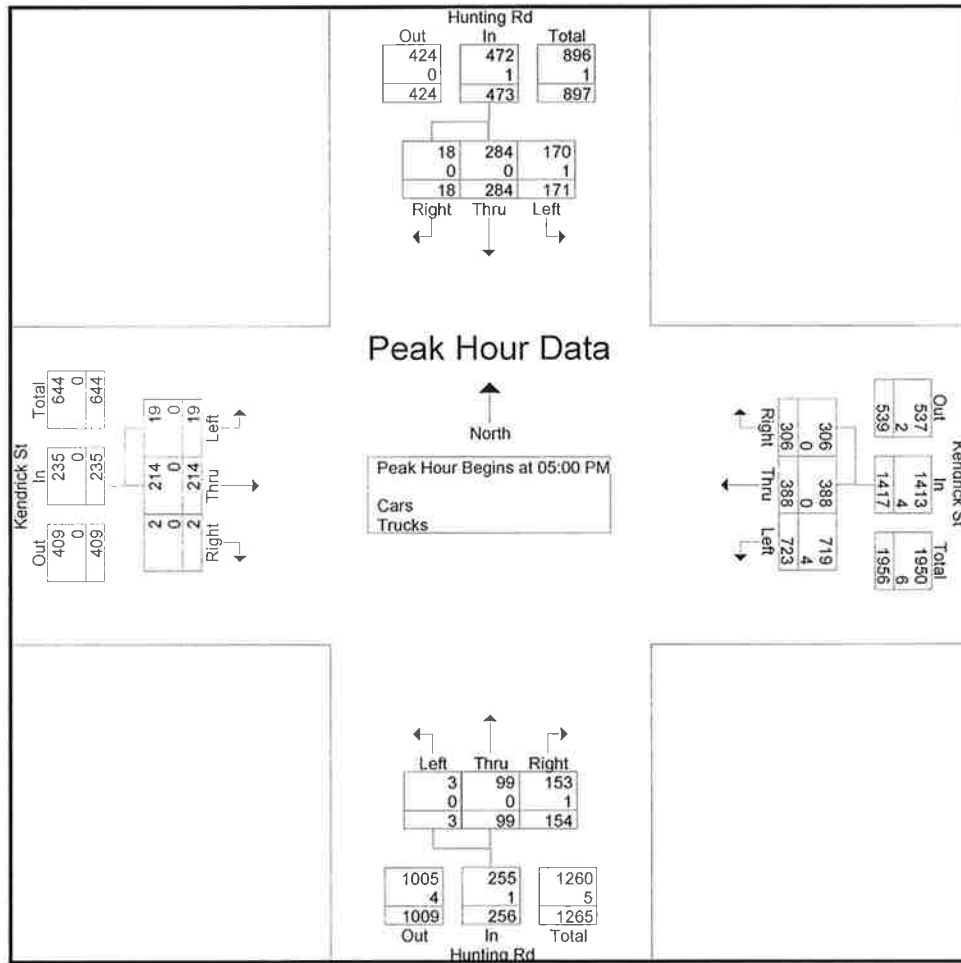 Hunting Rd
Out In Total
424 472 896
0 1 1
424 473 897
18 284 170
0 0 1
18 284 171
Right Thru Left
Peak Hour Data
North
Peak Hour Begins at 05:00 PM
Cars
Trucks
Kendrick St
Total
644
0
644
In
235
0
235
Out
409
0
409
Left
19
0
19
Thru
214
0
214
Right
2
0
2
Right
306
0
306
Thru
388
0
388
Left
719
4
723
Kendrick St
Out
537
2
539
In
1413
4
1417
Total
1950
6
1956
Left Thru Right
3 99 153
0 0 1
3 99 154
1005 255 1260
4 1 5
1009 256 1265
Out In Total
Hunting Rd